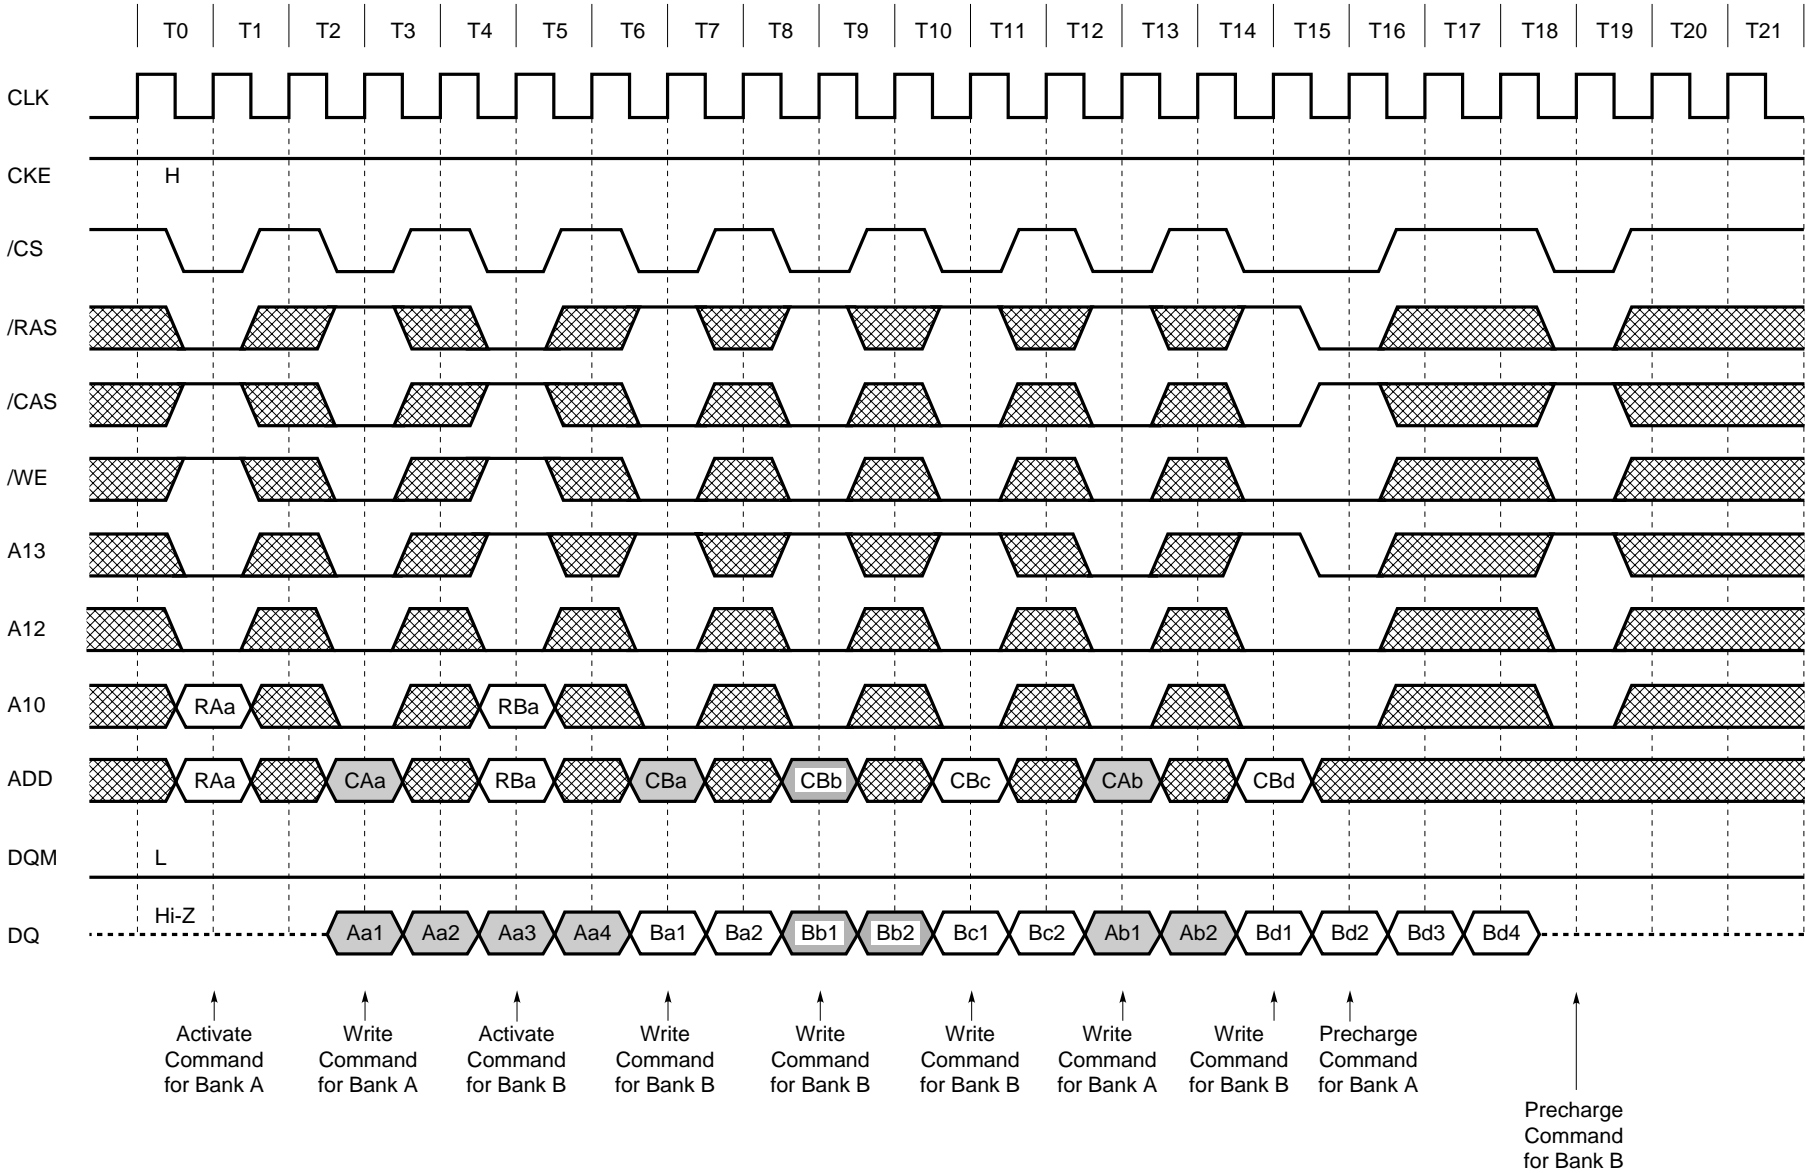 T0 T1 T2 T3 T4 T5 T6 T7 T8 T9 T10 T11 T12 T13 T14 T15 T16 T17 T18 T19 T20 T21
CLK
CKE H
/CS
/RAS
/CAS
/WE
A13
A12
A10 RAa RBa
ADD RAa CAa RBa CBa CBb CBc CAb CBd
DQM L
Hi-Z
DQ Aa1 Aa2 Aa3 Aa4 Ba1 Ba2 Bb1 Bb2 Bc1 Bc2 Ab1 Ab2 Bd1 Bd2 Bd3 Bd4
Activate
Command
for Bank A
Write
Command
for Bank A
Activate
Command
for Bank B
Write
Command
for Bank B
Write
Command
for Bank B
Write
Command
for Bank B
Write
Command
for Bank A
Write
Command
for Bank B
Precharge
Command
for Bank A
Precharge
Command
for Bank B